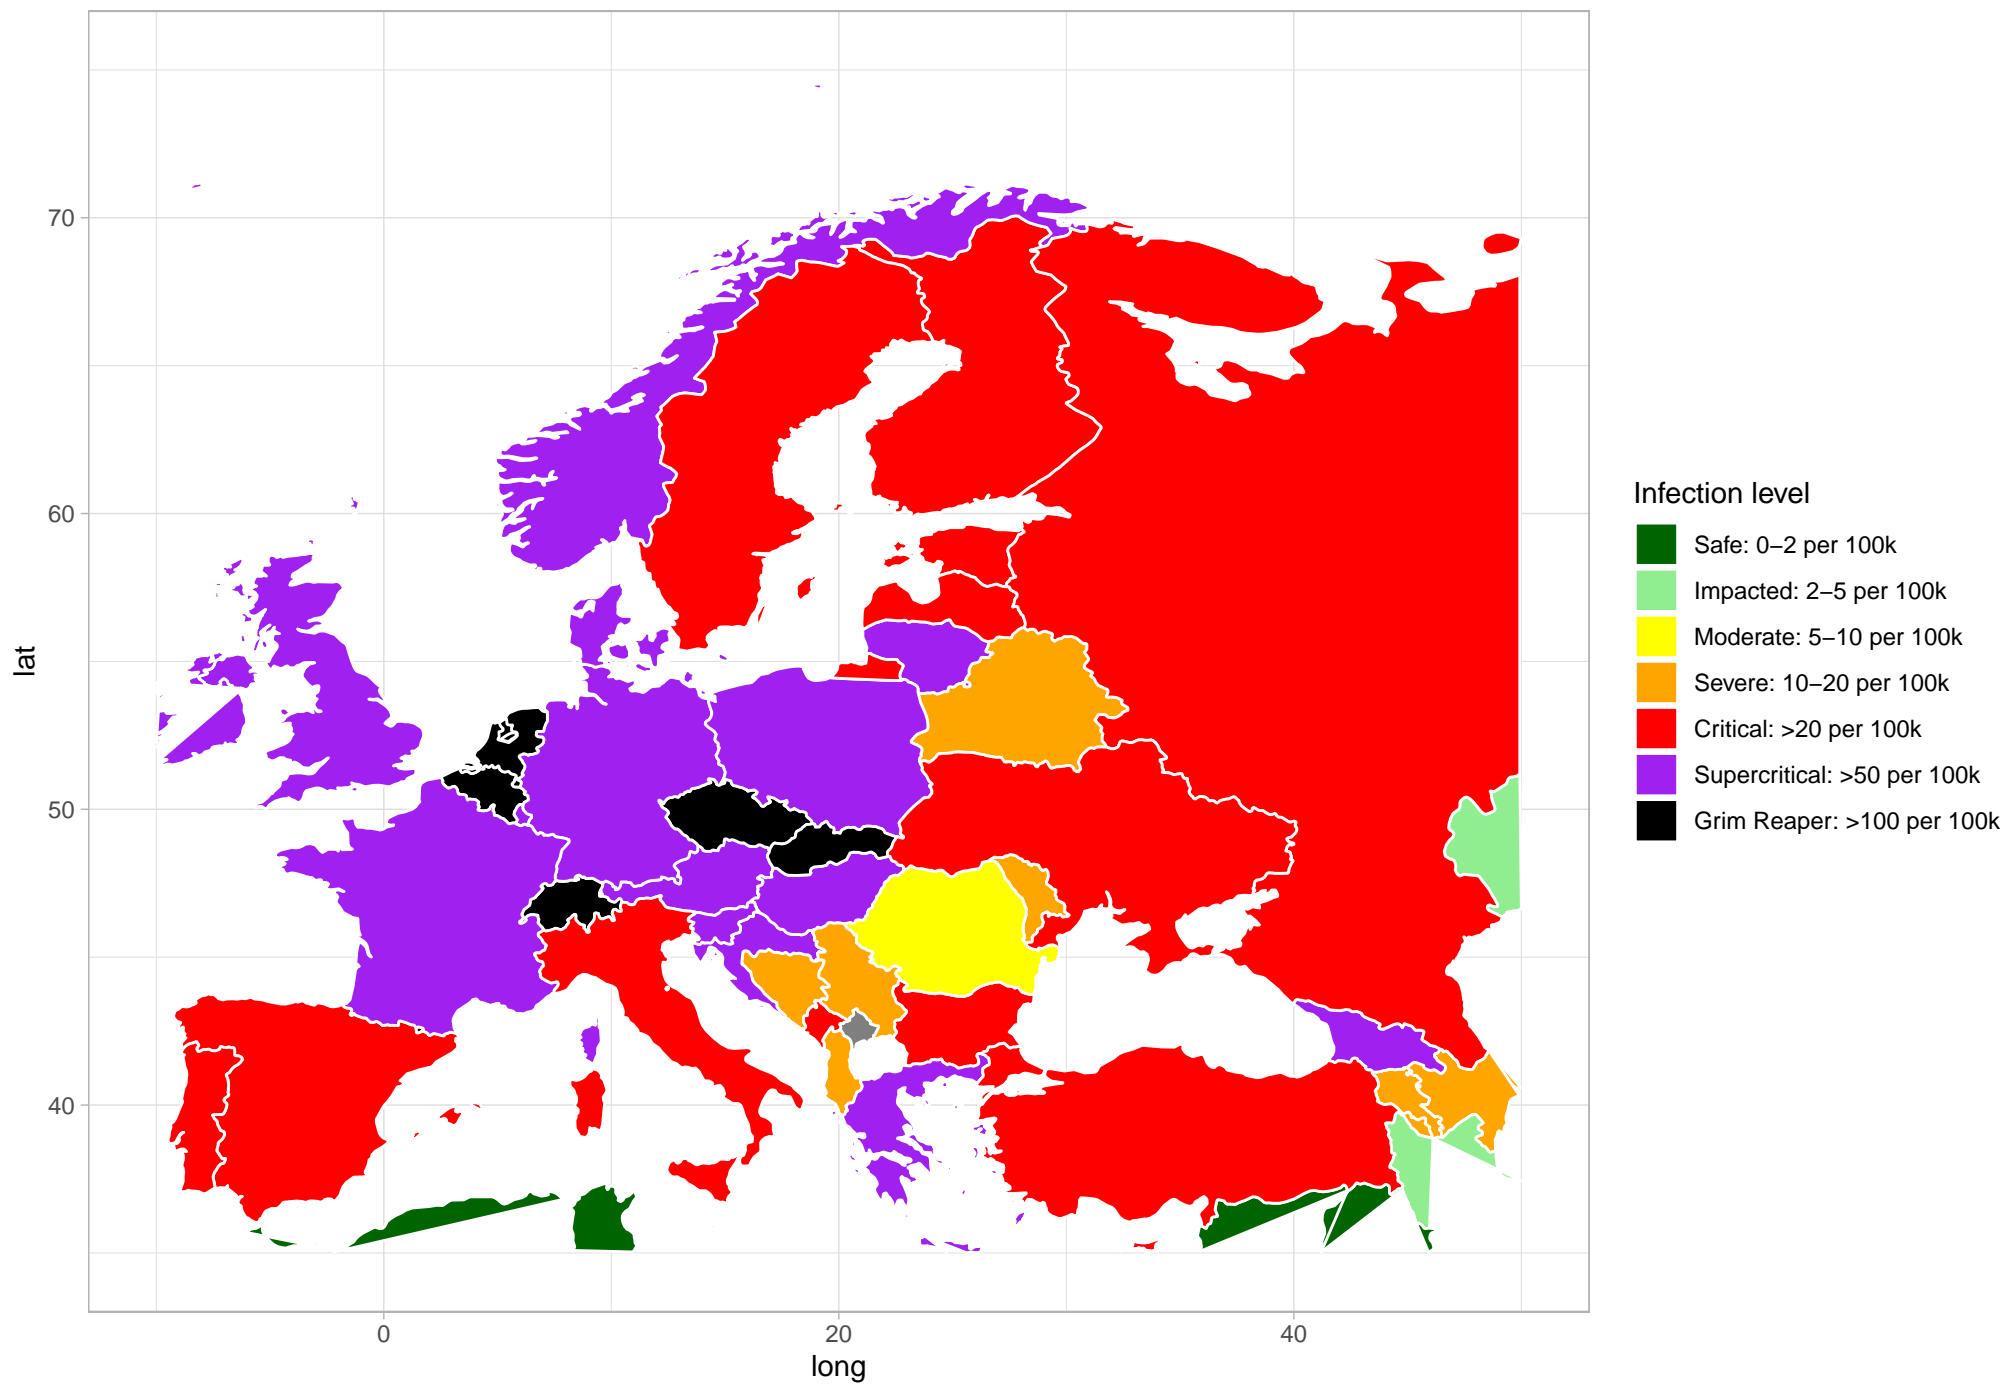 70
60
50
40
lat
0
20
40
long
Infection level
Safe: 0−2 per 100k
Impacted: 2−5 per 100k
Moderate: 5−10 per 100k
Severe: 10−20 per 100k
Critical: >20 per 100k
Supercritical: >50 per 100k
Grim Reaper: >100 per 100k